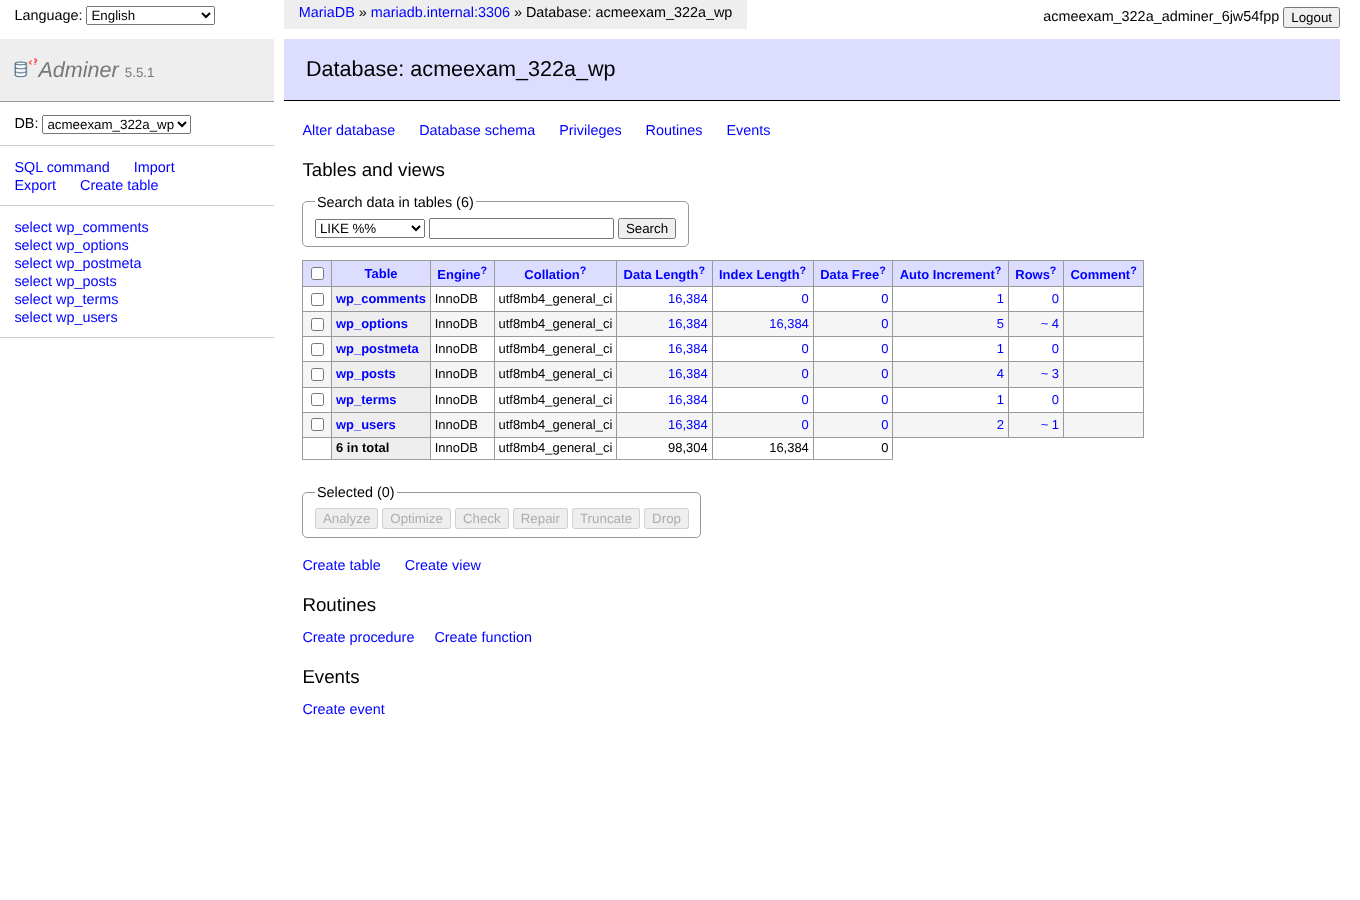 Language: English
MariaDB » mariadb.internal:3306 » Database: acmeexam_322a_wp
acmeexam_322a_adminer_6jw54fpp Logout
Adminer 5.5.1
Database: acmeexam_322a_wp
DB: acmeexam_322a_wp
SQL command Import
Export Create table
select wp_comments
select wp_options
select wp_postmeta
select wp_posts
select wp_terms
select wp_users
Alter database Database schema Privileges Routines Events
Tables and views
Search data in tables (6)
LIKE %% Search
Table Engine? Collation? Data Length? Index Length? Data Free? Auto Increment? Rows? Comment?
wp_comments InnoDB utf8mb4_general_ci 16,384 0 0 1 0
wp_options InnoDB utf8mb4_general_ci 16,384 16,384 0 5 ~ 4
wp_postmeta InnoDB utf8mb4_general_ci 16,384 0 0 1 0
wp_posts InnoDB utf8mb4_general_ci 16,384 0 0 4 ~ 3
wp_terms InnoDB utf8mb4_general_ci 16,384 0 0 1 0
wp_users InnoDB utf8mb4_general_ci 16,384 0 0 2 ~ 1
6 in total InnoDB utf8mb4_general_ci 98,304 16,384 0
Selected (0)
Analyze Optimize Check Repair Truncate Drop
Create table Create view
Routines
Create procedure Create function
Events
Create event